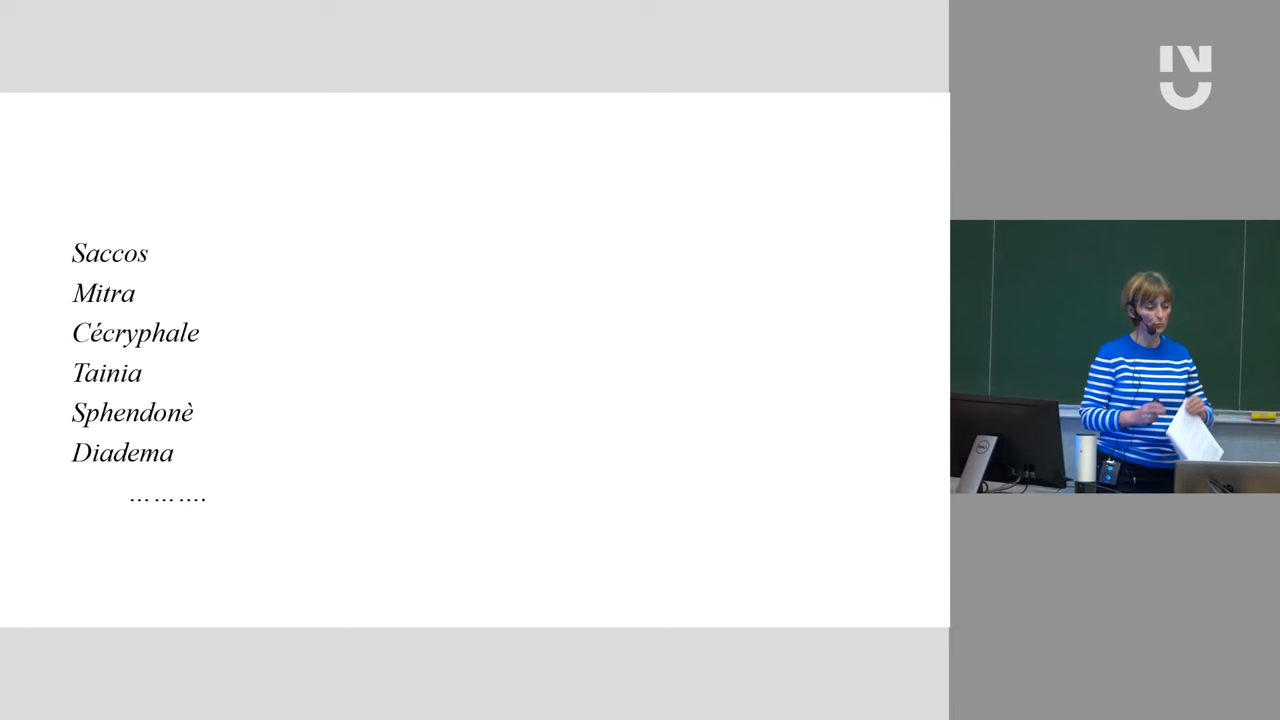 Saccos
Mitra
Cécryphale
Tainia
Sphendonè
Diadema
……….